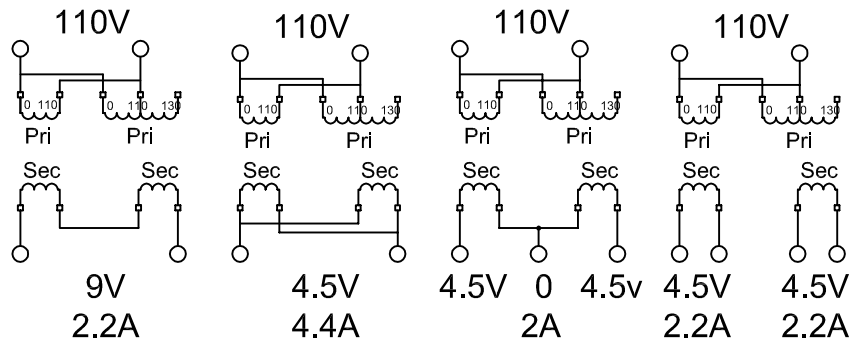 110V 110V 110V 110V
0 110 0 110 130 0 110 0 110 130 0 110 0 110 130 0 110 0 110 130
Pri Pri Pri Pri Pri Pri Pri Pri
Sec Sec Sec Sec Sec Sec Sec Sec
9V 4.5V 4.5V 0 4.5v 4.5V 4.5V
2.2A 4.4A 2A 2.2A 2.2A